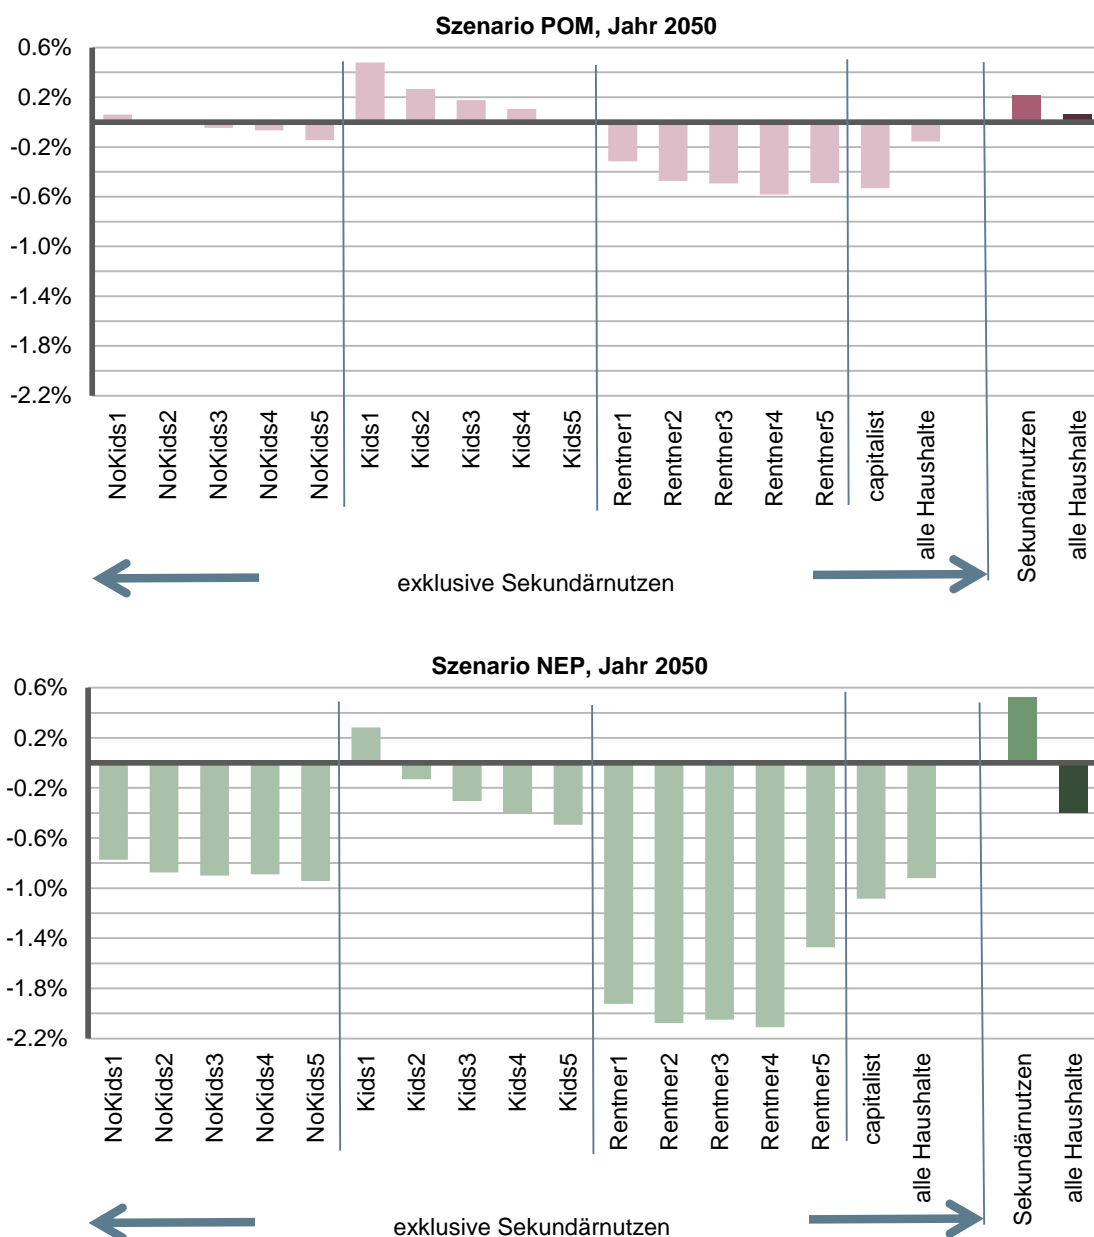 Szenario POM, Jahr 2050
0.6%
0.2%
-0.2%
-0.6%
-1.0%
-1.4%
-1.8%
-2.2%
NoKids1
NoKids2
NoKids3
NoKids4
NoKids5
Kids1
Kids2
Kids3
Kids4
Kids5
Rentner1
Rentner2
Rentner3
Rentner4
Rentner5
capitalist
alle Haushalte
Sekundärnutzen
alle Haushalte
exklusive Sekundärnutzen
Szenario NEP, Jahr 2050
0.6%
0.2%
-0.2%
-0.6%
-1.0%
-1.4%
-1.8%
-2.2%
NoKids1
NoKids2
NoKids3
NoKids4
NoKids5
Kids1
Kids2
Kids3
Kids4
Kids5
Rentner1
Rentner2
Rentner3
Rentner4
Rentner5
capitalist
alle Haushalte
Sekundärnutzen
alle Haushalte
exklusive Sekundärnutzen